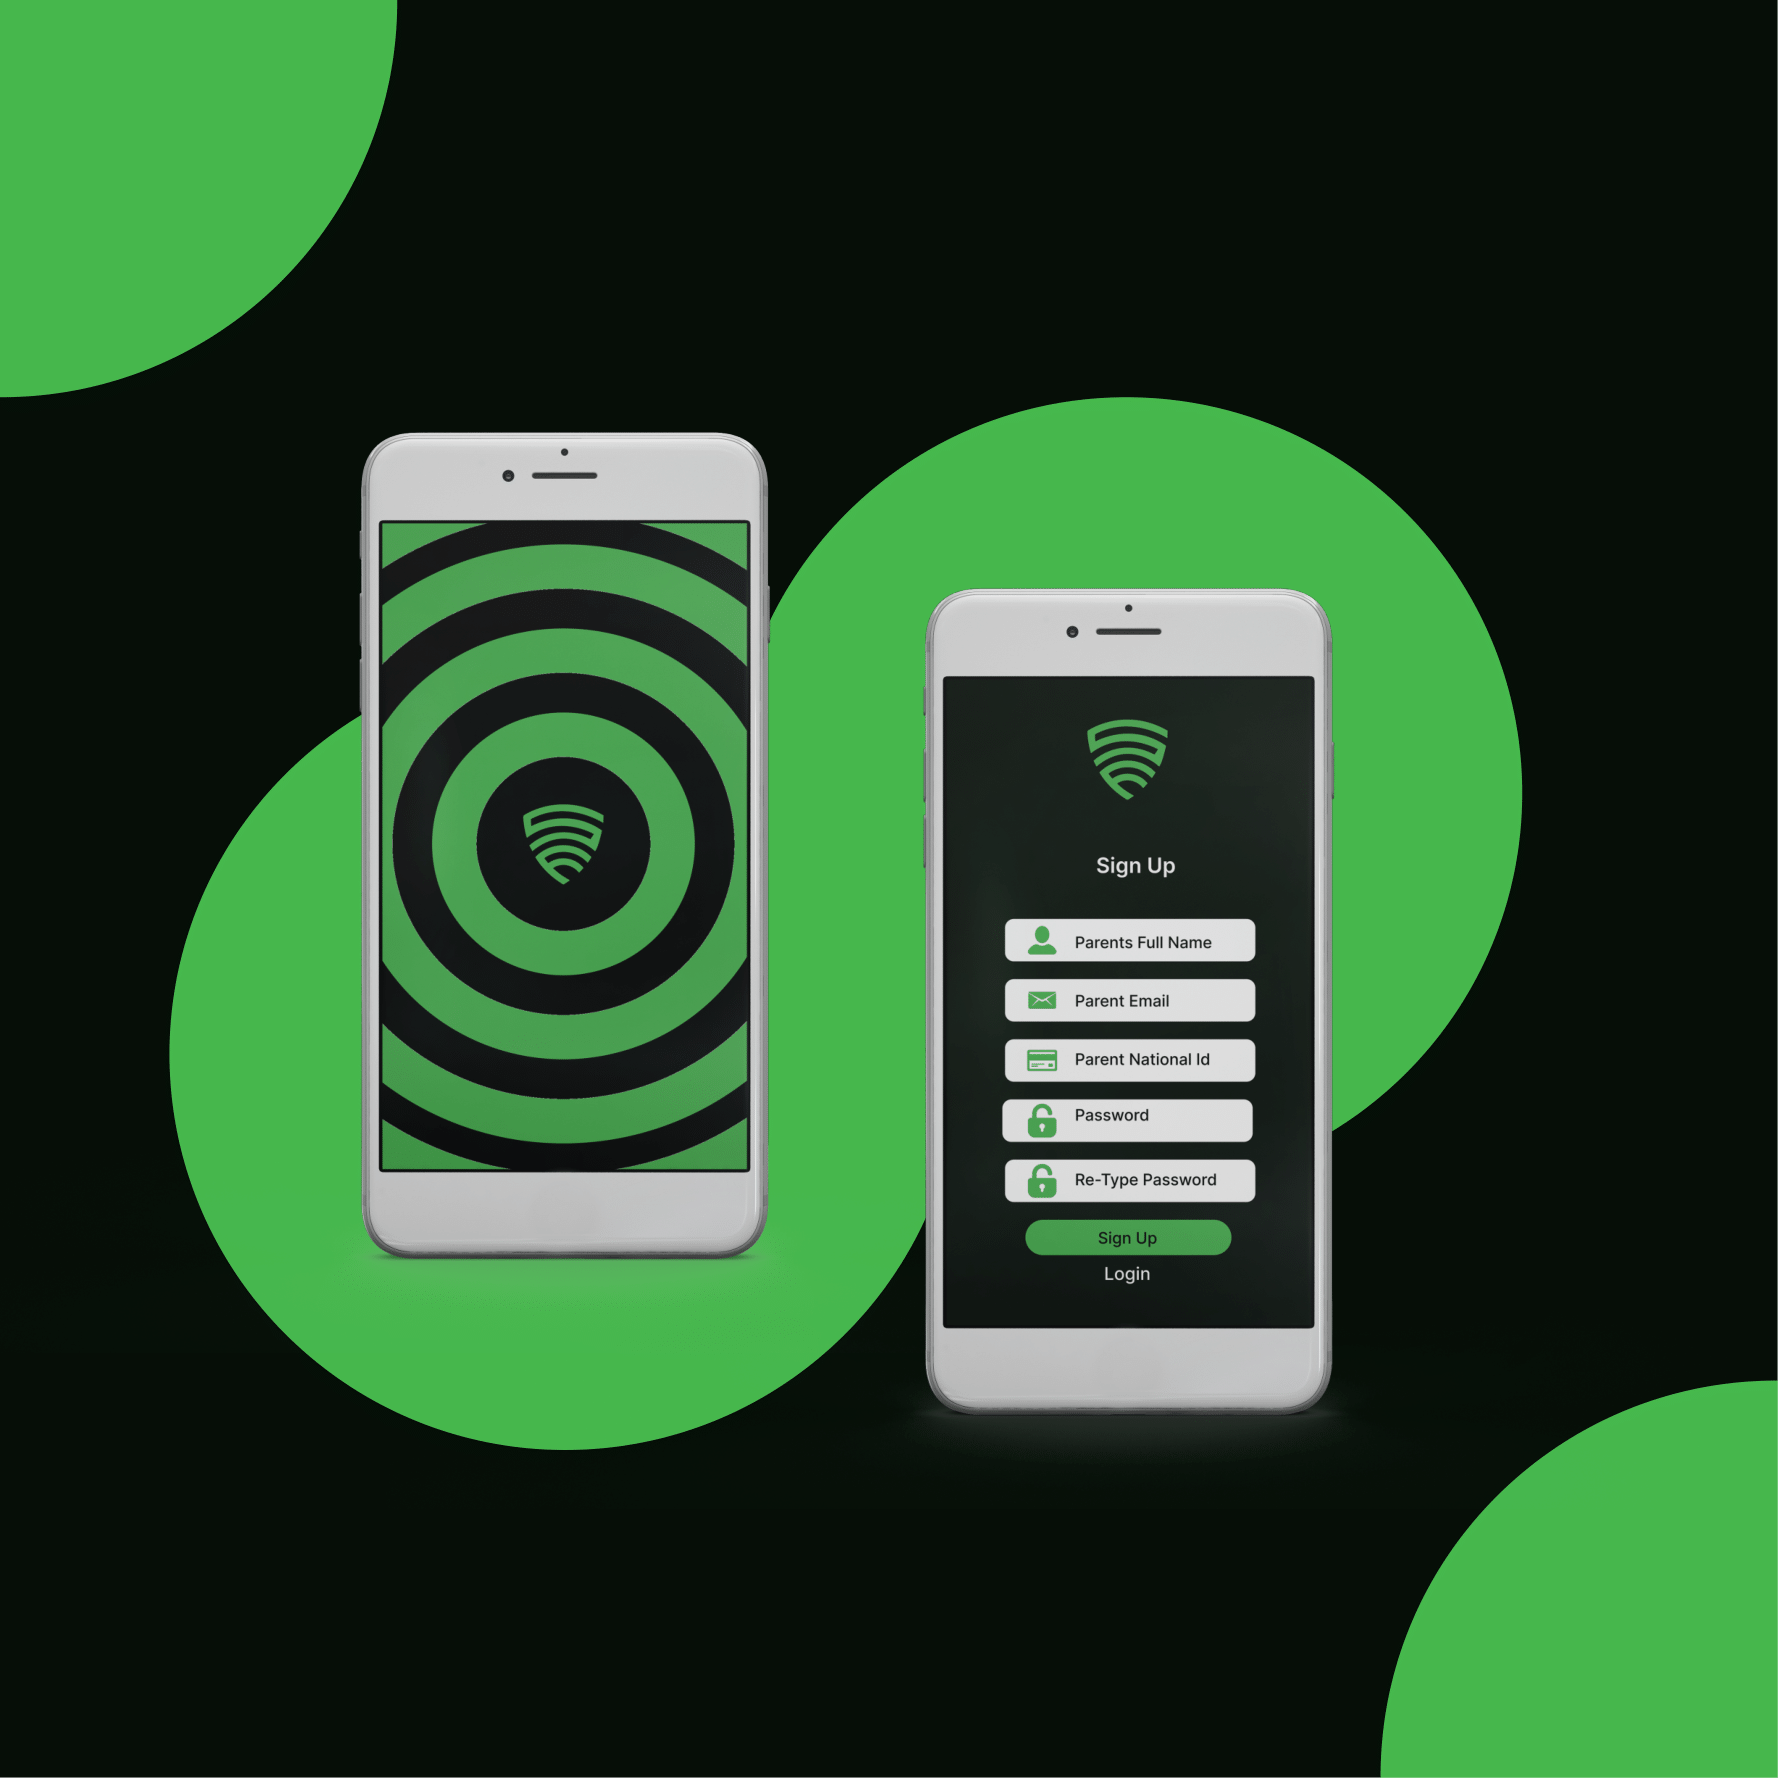 Sign Up
Parents Full Name
Parent Email
Parent National Id
Password
Re-Type Password
Sign Up
Login